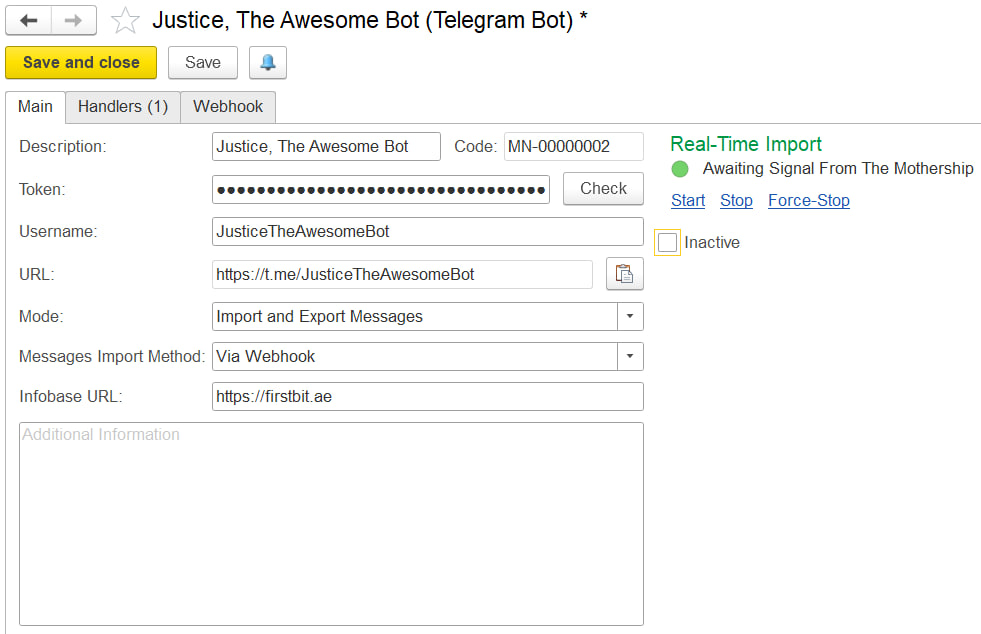 Justice, The Awesome Bot (Telegram Bot) *
Save and close Save
Main Handlers (1) Webhook
Description: Justice, The Awesome Bot Code: MN-00000002
Real-Time Import
Awaiting Signal From The Mothership
Token: ●●●●●●●●●●●●●●●●●●●●●●●●●●●●●●●●● Check
Start Stop Force-Stop
Username: JusticeTheAwesomeBot
Inactive
URL: https://t.me/JusticeTheAwesomeBot
Mode: Import and Export Messages
Messages Import Method: Via Webhook
Infobase URL: https://firstbit.ae
Additional Information